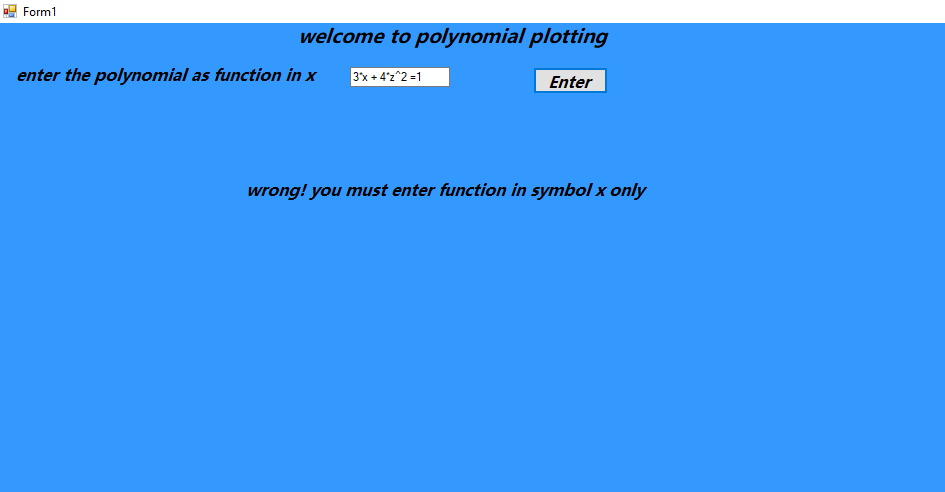 Form1
welcome to polynomial plotting
enter the polynomial as function in x
3*x + 4*z^2 =1
Enter
wrong! you must enter function in symbol x only